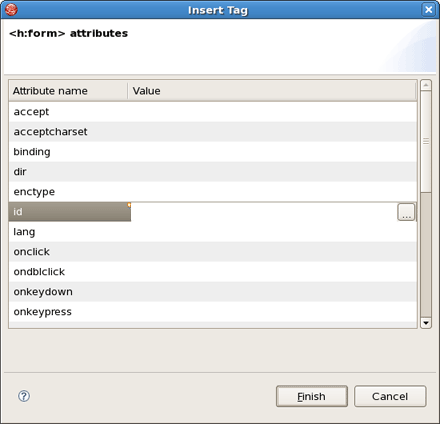 Insert Tag
<h:form> attributes
Attribute name Value
accept
acceptcharset
binding
dir
enctype
id ...
lang
onclick
ondblclick
onkeydown
onkeypress
? Finish Cancel